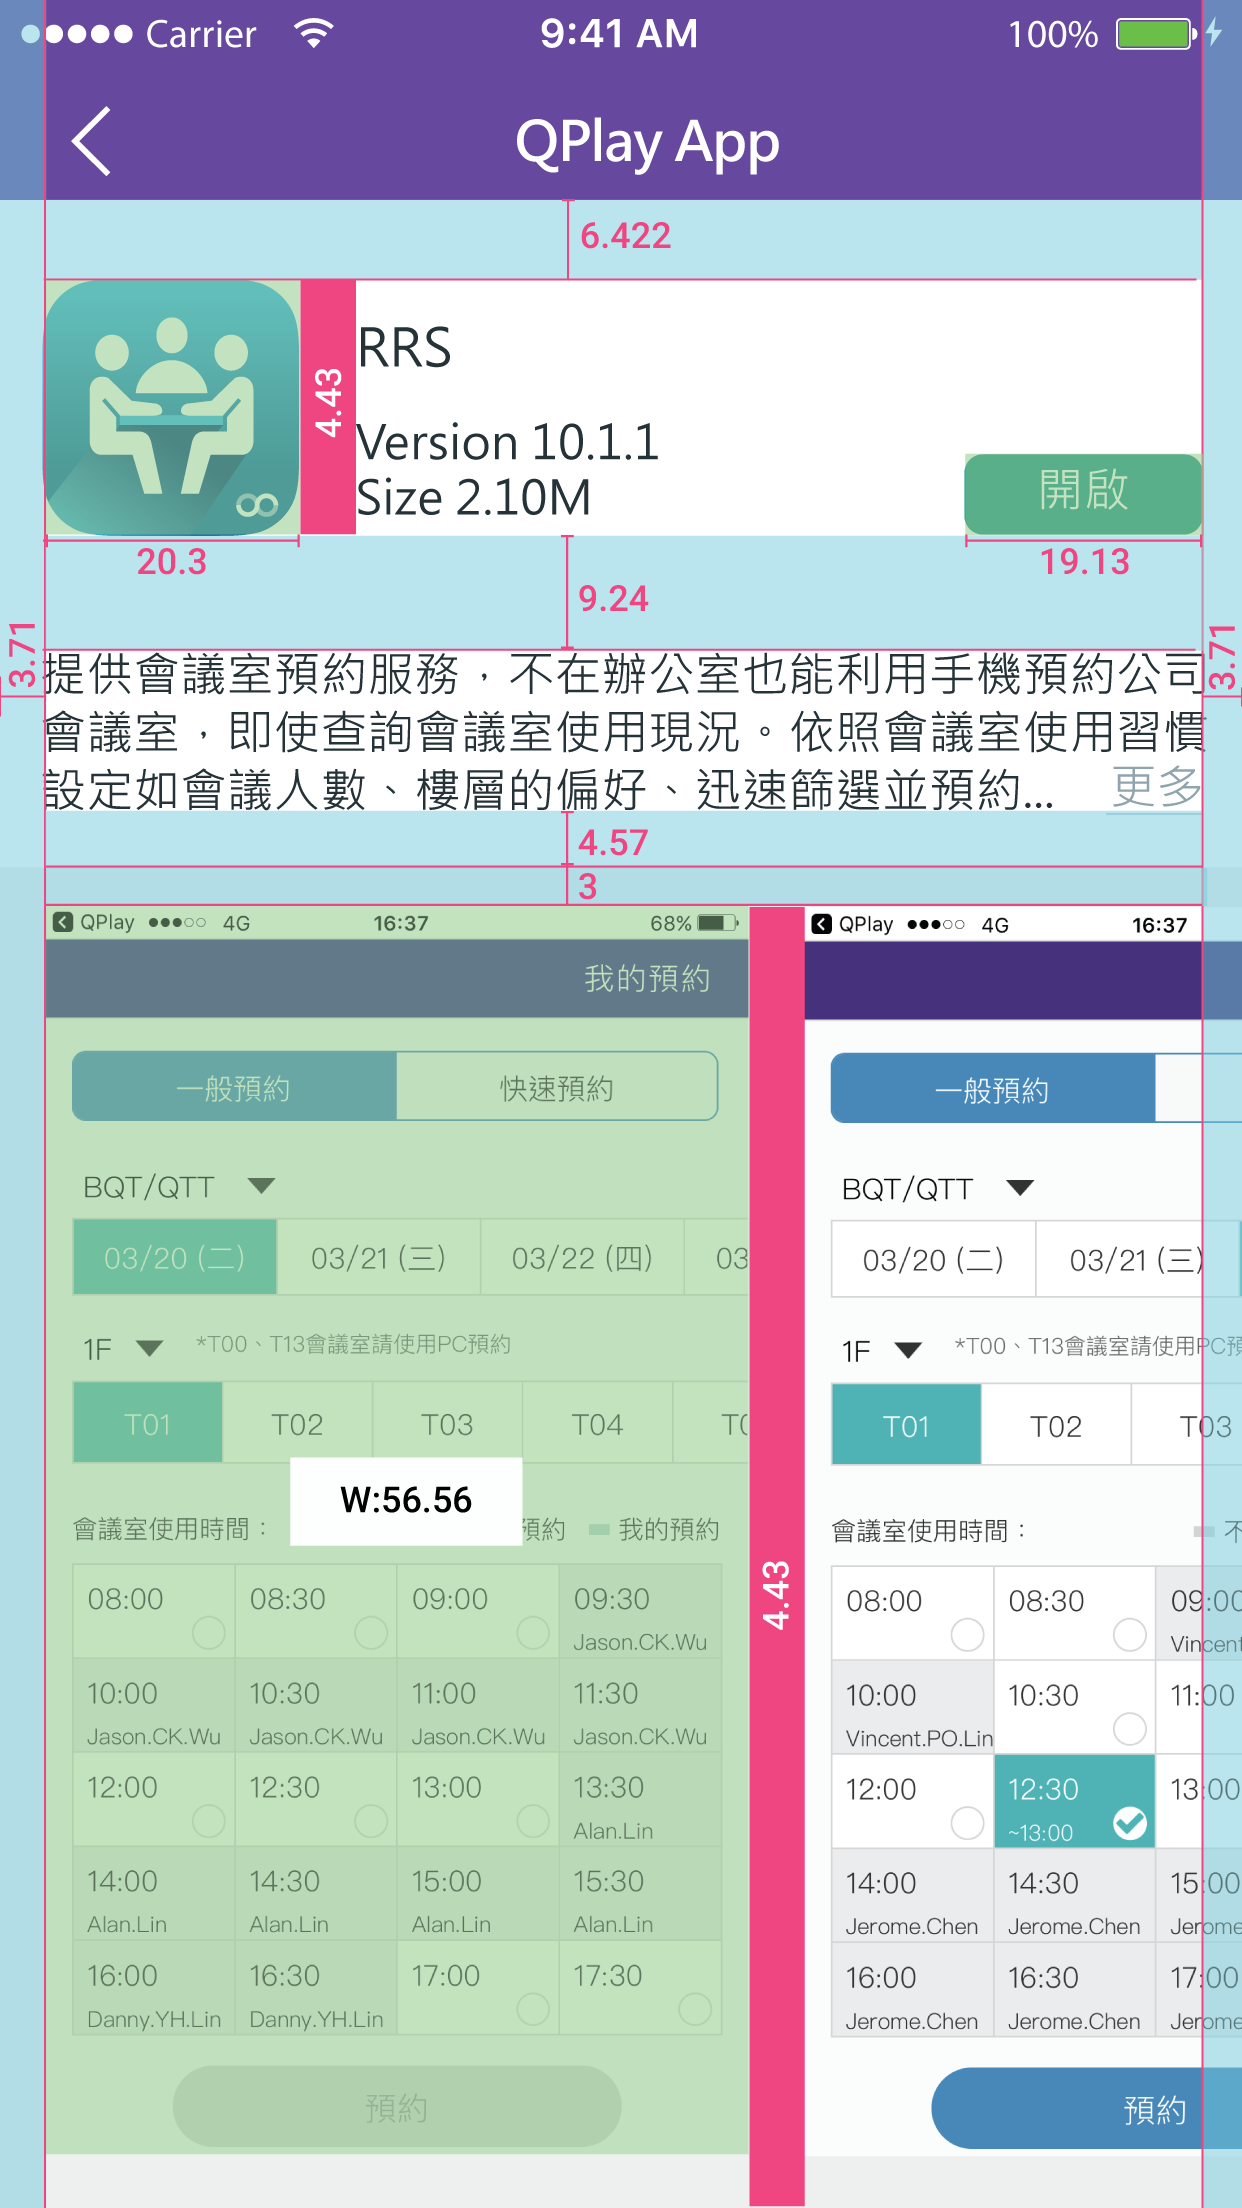 Carrier 9:41 AM 100%
QPlay App
6.422
RRS
4.43
Version 10.1.1
Size 2.10M
開啟
20.3
19.13
9.24
3.71
3.71
提供會議室預約服務，不在辦公室也能利用手機預約公司
會議室，即使查詢會議室使用現況。依照會議室使用習慣
設定如會議人數、樓層的偏好、迅速篩選並預約... 更多
4.57
3
QPlay 4G 16:37 68%
我的預約
一般預約 快速預約
BQT/QTT
03/20 (二) 03/21 (三) 03/22 (四) 03
1F *T00、T13會議室請使用PC預約
T01 T02 T03 T04
W:56.56
會議室使用時間： 預約 我的預約
08:00 08:30 09:00 09:30
Jason.CK.Wu
10:00 10:30 11:00 11:30
Jason.CK.Wu Jason.CK.Wu Jason.CK.Wu Jason.CK.Wu
12:00 12:30 13:00 13:30
Alan.Lin
14:00 14:30 15:00 15:30
Alan.Lin Alan.Lin Alan.Lin Alan.Lin
16:00 16:30 17:00 17:30
Danny.YH.Lin Danny.YH.Lin
預約
4.43
QPlay 4G 16:37
一般預約
BQT/QTT
03/20 (二) 03/21 (三)
1F *T00、T13會議室請使用PC預
T01 T02 T03
會議室使用時間： 不
08:00 08:30 09:00
Vincent
10:00 10:30 11:00
Vincent.PO.Lin
12:00 12:30 13:00
~13:00
14:00 14:30 15:00
Jerome.Chen Jerome.Chen Jerome
16:00 16:30 17:00
Jerome.Chen Jerome.Chen Jerome
預約